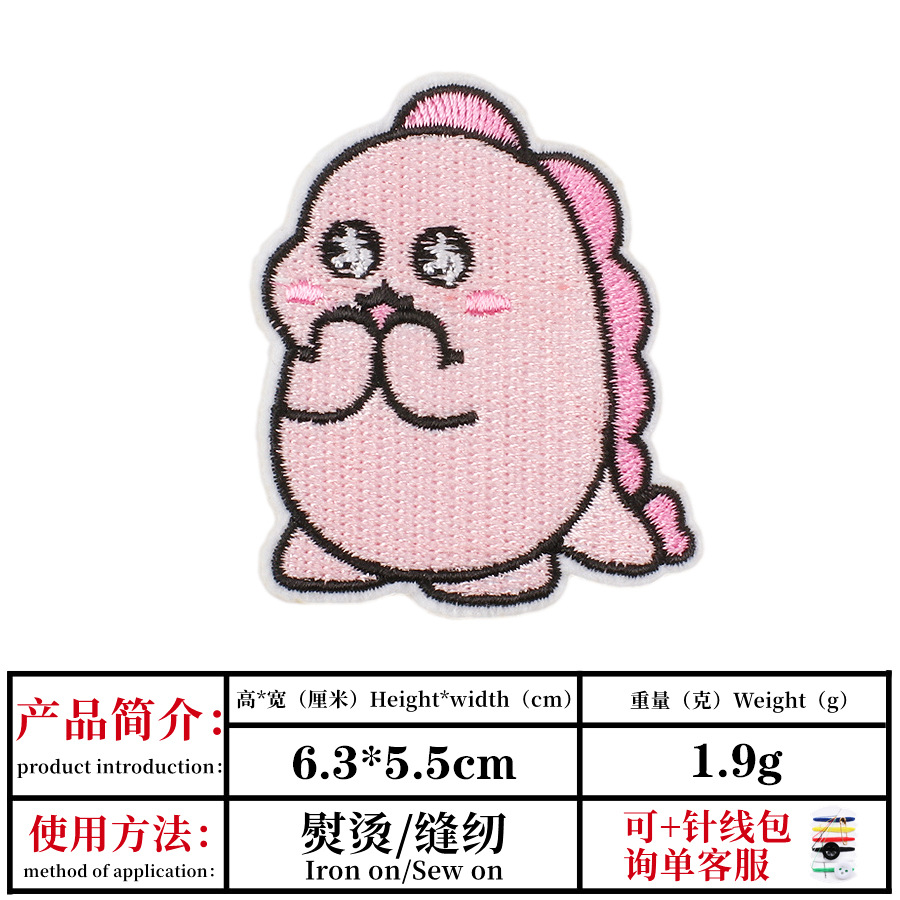 产品简介：
product introduction：
高*宽（厘米）Height*width（cm）
重量（克）Weight（g）
6.3*5.5cm
1.9g
使用方法：
method of application：
熨烫/缝纫
Iron on/Sew on
可+针线包
询单客服